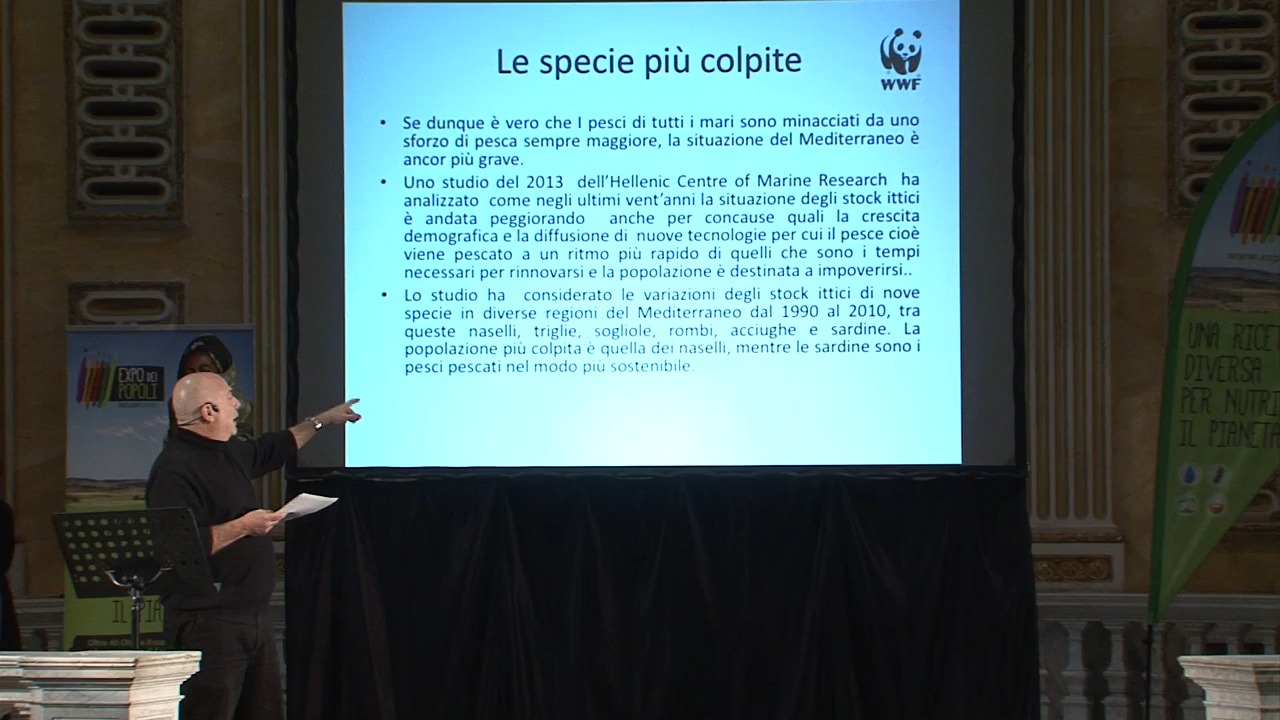 Le specie più colpite
WWF
• Se dunque è vero che I pesci di tutti i mari sono minacciati da uno
sforzo di pesca sempre maggiore, la situazione del Mediterraneo è
ancor più grave.
• Uno studio del 2013 dell'Hellenic Centre of Marine Research ha
analizzato come negli ultimi vent'anni la situazione degli stock ittici
è andata peggiorando anche per concause quali la crescita
demografica e la diffusione di nuove tecnologie per cui il pesce cioè
viene pescato a un ritmo più rapido di quelli che sono i tempi
necessari per rinnovarsi e la popolazione è destinata a impoverirsi..
• Lo studio ha considerato le variazioni degli stock ittici di nove
specie in diverse regioni del Mediterraneo dal 1990 al 2010, tra
queste naselli, triglie, sogliole, rombi, acciughe e sardine. La
popolazione più colpita è quella dei naselli, mentre le sardine sono i
pesci pescati nel modo più sostenibile.
EXPO DEI
POPOLI
IL PIA
UNA RICET
DIVERSA
PER NUTRI
IL PIANETA